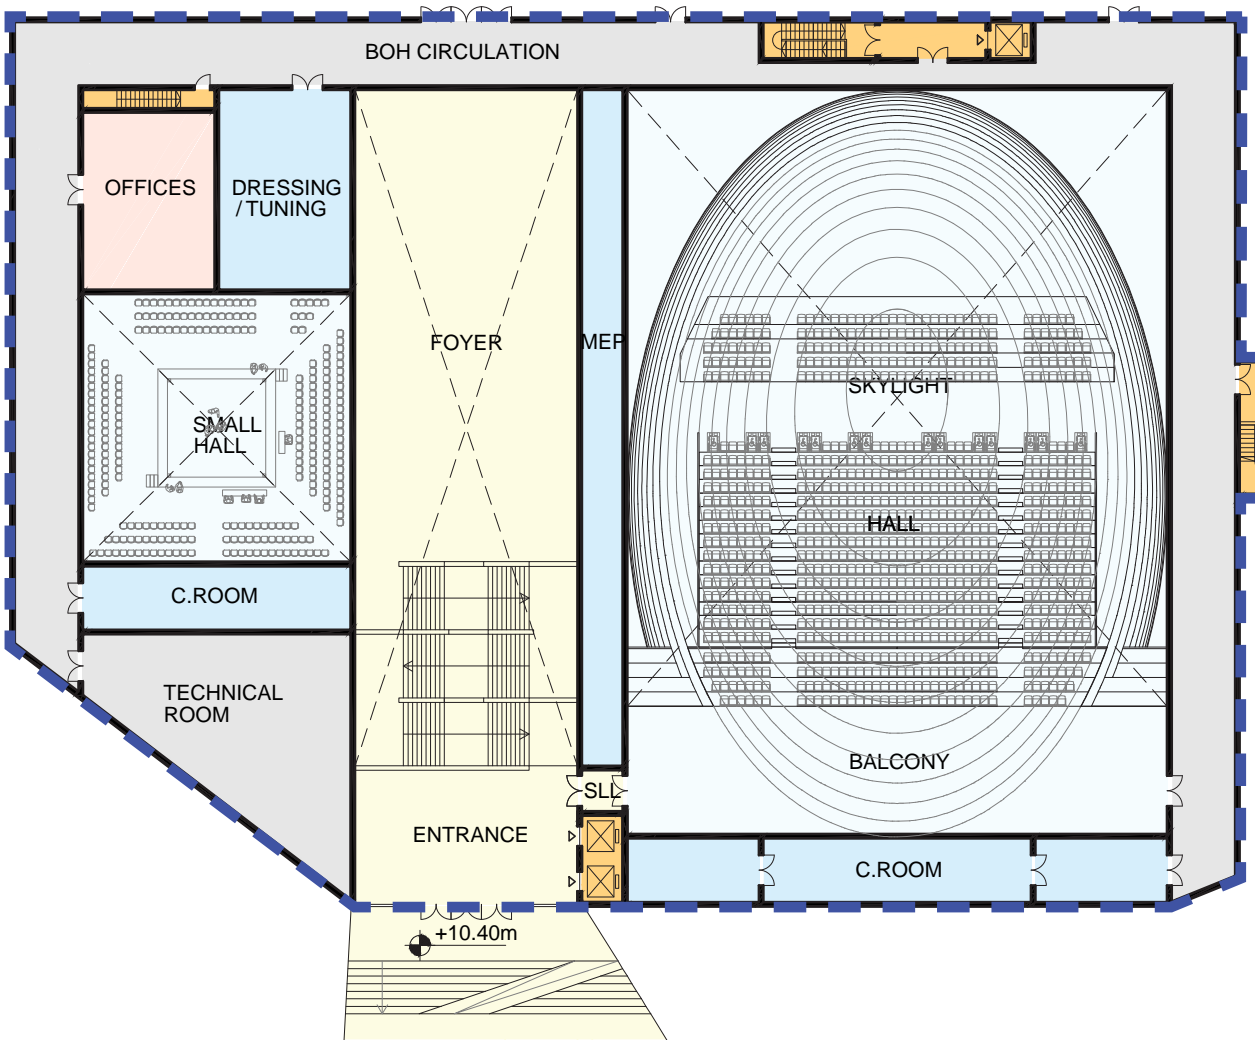 BOH CIRCULATION
OFFICES
DRESSING
/ TUNING
FOYER
MEP
SKYLIGHT
SMALL
HALL
HALL
C.ROOM
TECHNICAL
ROOM
BALCONY
SLL
ENTRANCE
C.ROOM
+10.40m